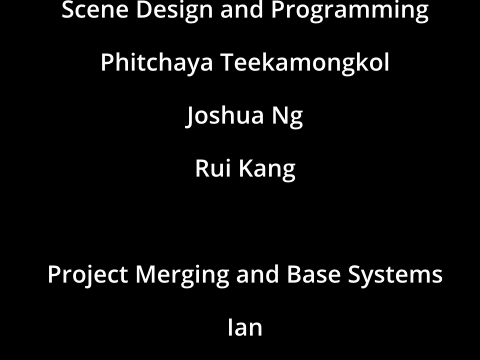 Scene Design and Programming
Phitchaya Teekamongkol
Joshua Ng
Rui Kang
Project Merging and Base Systems
Ian